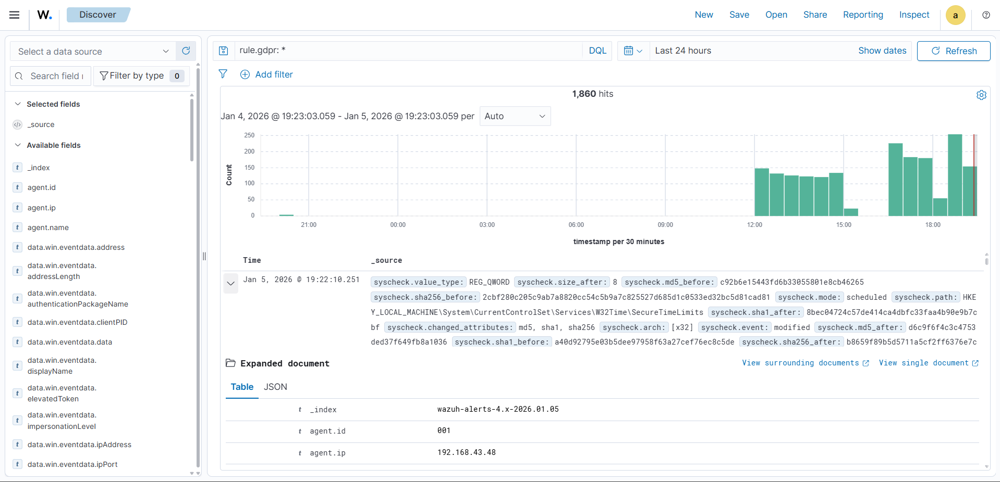 W.
Discover
New
Save
Open
Share
Reporting
Inspect
a
Select a data source
Search field
Filter by type 0
Selected fields
_source
Available fields
t _index
t agent.id
t agent.ip
t agent.name
t data.win.eventdata.address
t data.win.eventdata.
addressLength
t data.win.eventdata.
authenticationPackageName
t data.win.eventdata.clientPID
t data.win.eventdata.data
t data.win.eventdata.
displayName
t data.win.eventdata.
elevatedToken
t data.win.eventdata.
impersonationLevel
t data.win.eventdata.ipAddress
t data.win.eventdata.ipPort
rule.gdpr: *
DQL
Last 24 hours
Show dates
Refresh
Add filter
1,860 hits
Jan 4, 2026 @ 19:23:03.059 - Jan 5, 2026 @ 19:23:03.059 per Auto
Count
250
200
150
100
50
0
21:00 00:00 03:00 06:00 09:00 12:00 15:00 18:00
timestamp per 30 minutes
Time _source
Jan 5, 2026 @ 19:22:10.251
syscheck.value_type: REG_QWORD syscheck.size_after: 8 syscheck.md5_before: c92b6e15443fd6b33055801e8cb46265
syscheck.sha256_before: 2cbf280c205c9ab7a8820cc54c5b9a7c825527d685d1c0533ed32bc5d81cad81 syscheck.mode: scheduled syscheck.path: HKE
Y_LOCAL_MACHINE\System\CurrentControlSet\Services\W32Time\SecureTimeLimits syscheck.sha1_after: 8bec04724c57de414ca4dbfc33faa4b90e9b7c
bf syscheck.changed_attributes: md5, sha1, sha256 syscheck.arch: [x32] syscheck.event: modified syscheck.md5_after: d6c9f6f4c3c4753
ded37f649fb8a1036 syscheck.sha1_before: a40d92795e03b5dee97958f63a27cef76ec8c5de syscheck.sha256_after: b8659f89b5d5711a5cf2ff6376e7c
Expanded document
View surrounding documents
View single document
Table JSON
t _index wazuh-alerts-4.x-2026.01.05
t agent.id 001
t agent.ip 192.168.43.48